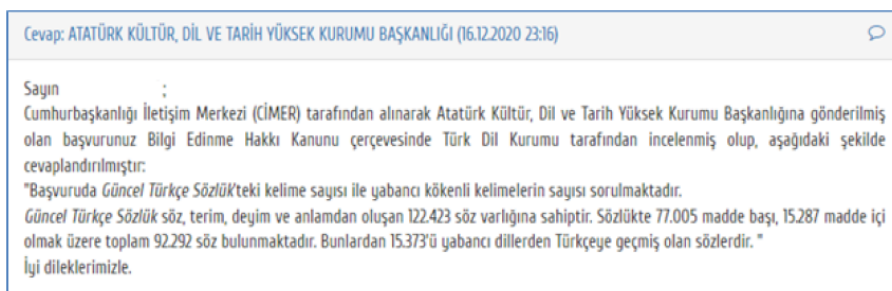 Cevap: ATATÜRK KÜLTÜR, DİL VE TARİH YÜKSEK KURUMU BAŞKANLIĞI (16.12.2020 23:16)
Sayın ;
Cumhurbaşkanlığı İletişim Merkezi (CİMER) tarafından alınarak Atatürk Kültür, Dil ve Tarih Yüksek Kurumu Başkanlığına gönderilmiş
olan başvurunuz Bilgi Edinme Hakkı Kanunu çerçevesinde Türk Dil Kurumu tarafından incelenmiş olup, aşağıdaki şekilde
cevaplandırılmıştır:
"Başvuruda Güncel Türkçe Sözlük'teki kelime sayısı ile yabancı kökenli kelimelerin sayısı sorulmaktadır.
Güncel Türkçe Sözlük söz, terim, deyim ve anlamdan oluşan 122.423 söz varlığına sahiptir. Sözlükte 77.005 madde başı, 15.287 madde içi
olmak üzere toplam 92.292 söz bulunmaktadır. Bunlardan 15.373'ü yabancı dillerden Türkçeye geçmiş olan sözlerdir. "
İyi dileklerimizle.